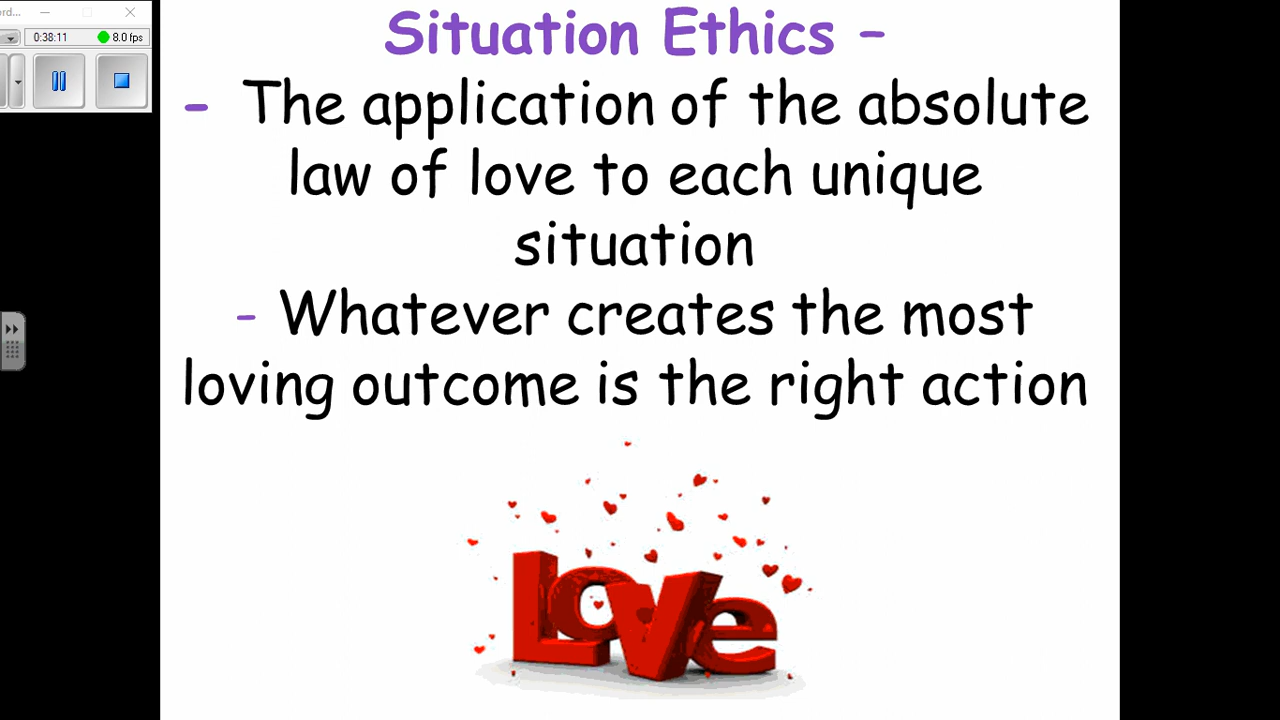 ord...
0:38:11 8.0 fps
Situation Ethics –
- The application of the absolute
law of love to each unique
situation
- Whatever creates the most
loving outcome is the right action
Love